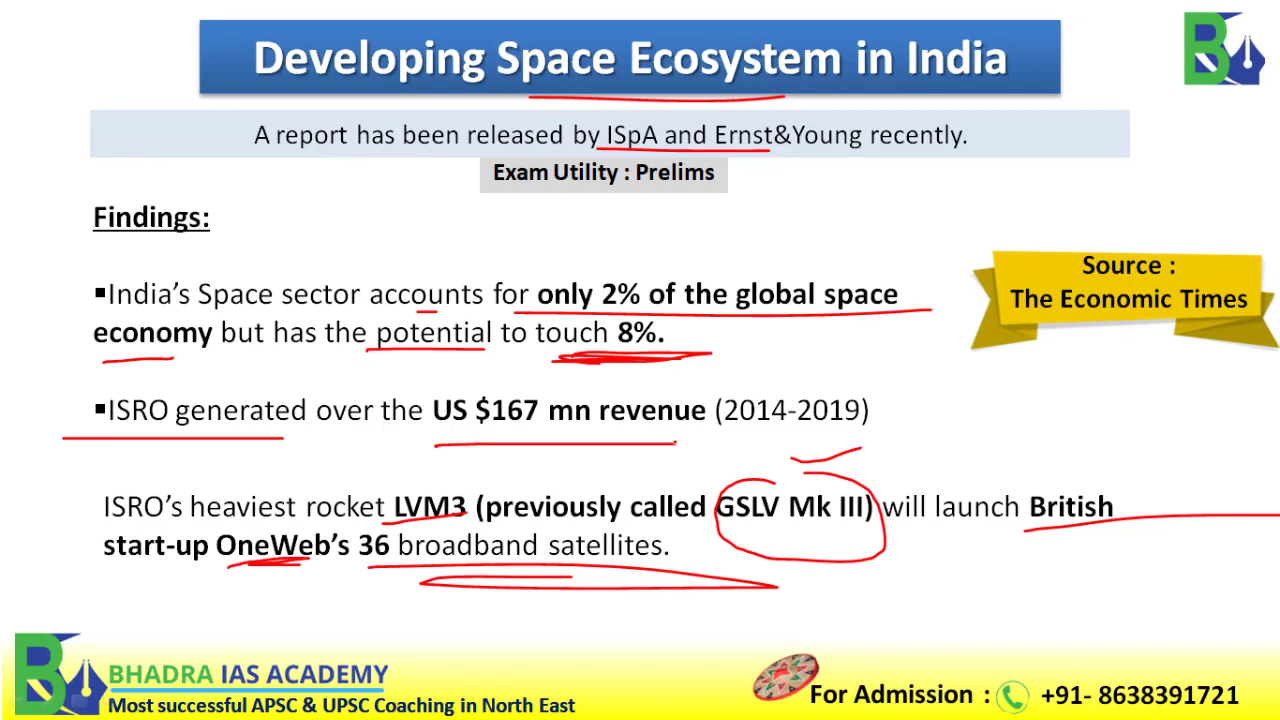 Developing Space Ecosystem in India
A report has been released by ISpA and Ernst&Young recently.
Exam Utility : Prelims
Findings:
▪India’s Space sector accounts for only 2% of the global space
economy but has the potential to touch 8%.
Source :
The Economic Times
▪ISRO generated over the US $167 mn revenue (2014-2019)
ISRO’s heaviest rocket LVM3 (previously called GSLV Mk III) will launch British
start-up OneWeb’s 36 broadband satellites.
BHADRA IAS ACADEMY
Most successful APSC & UPSC Coaching in North East
For Admission : +91- 8638391721